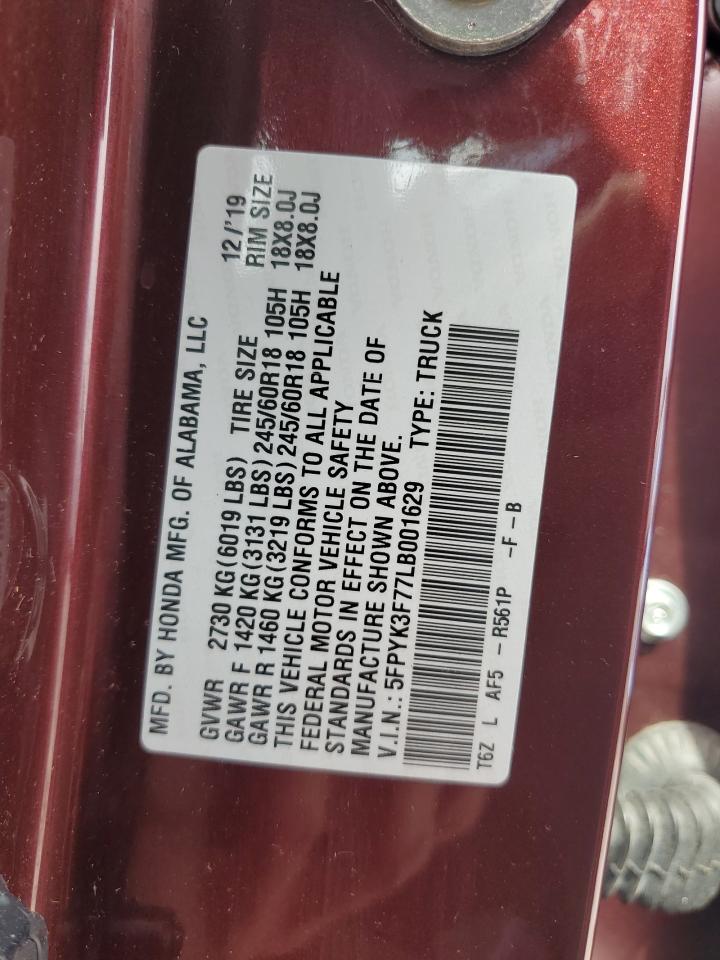 MFD. BY HONDA MFG. OF ALABAMA, LLC 12/'19
GVWR 2730 KG(6019 LBS) TIRE SIZE RIM SIZE
GAWR F 1420 KG(3131 LBS)245/60R18 105H 18X8.0J
GAWR R 1460 KG(3219 LBS)245/60R18 105H 18X8.0J
THIS VEHICLE CONFORMS TO ALL APPLICABLE
FEDERAL MOTOR VEHICLE SAFETY
STANDARDS IN EFFECT ON THE DATE OF
MANUFACTURE SHOWN ABOVE.
V.I.N.: 5FPYK3F77LB001629 TYPE: TRUCK
T6Z L AF5 -R561P -F -B